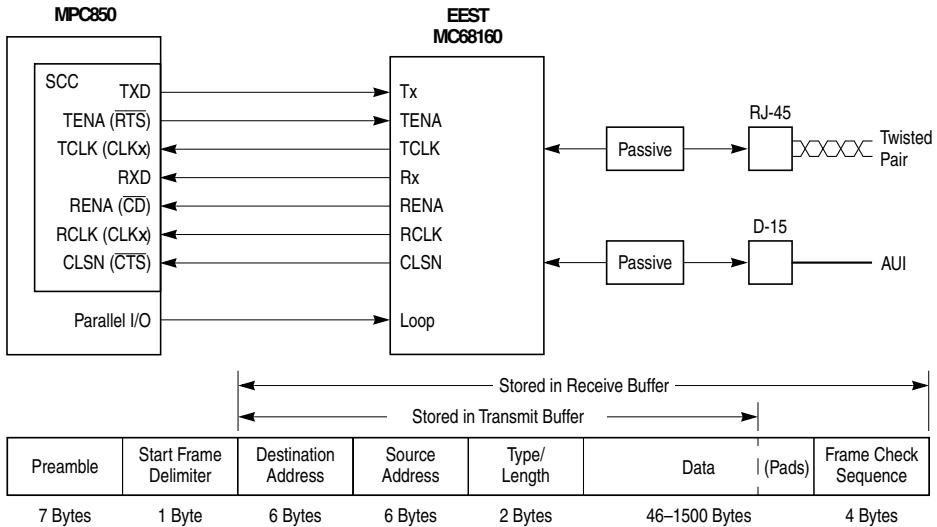 MPC850
EEST
MC68160
SCC
TXD
Tx
TENA (RTS)
TENA
TCLK (CLKx)
TCLK
RXD
Rx
RENA (CD)
RENA
RCLK (CLKx)
RCLK
CLSN (CTS)
CLSN
Parallel I/O
Loop
Passive
RJ-45
Twisted
Pair
Passive
D-15
AUI
Stored in Receive Buffer
Stored in Transmit Buffer
Preamble
Start Frame
Delimiter
Destination
Address
Source
Address
Type/
Length
Data
(Pads)
Frame Check
Sequence
7 Bytes
1 Byte
6 Bytes
6 Bytes
2 Bytes
46–1500 Bytes
4 Bytes